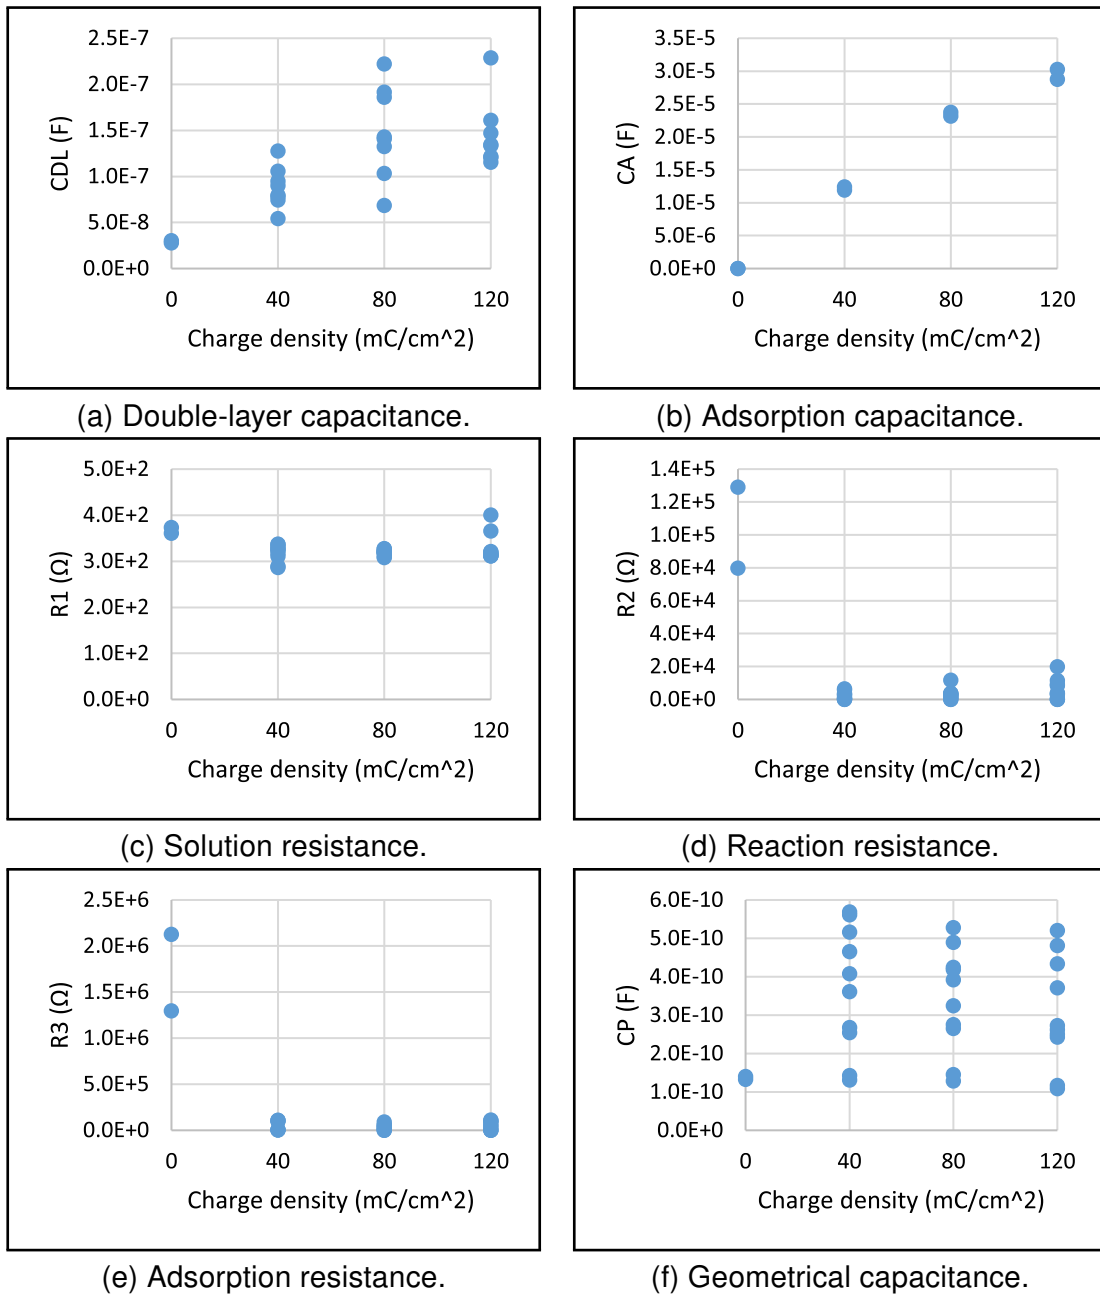 2.5E-7
2.0E-7
1.5E-7
1.0E-7
5.0E-8
0.0E+0
CDL (F)
0 40 80 120
Charge density (mC/cm^2)
(a) Double-layer capacitance.
3.5E-5
3.0E-5
2.5E-5
2.0E-5
1.5E-5
1.0E-5
5.0E-6
0.0E+0
CA (F)
0 40 80 120
Charge density (mC/cm^2)
(b) Adsorption capacitance.
5.0E+2
4.0E+2
3.0E+2
2.0E+2
1.0E+2
0.0E+0
R1 (Ω)
0 40 80 120
Charge density (mC/cm^2)
(c) Solution resistance.
1.4E+5
1.2E+5
1.0E+5
8.0E+4
6.0E+4
4.0E+4
2.0E+4
0.0E+0
R2 (Ω)
0 40 80 120
Charge density (mC/cm^2)
(d) Reaction resistance.
2.5E+6
2.0E+6
1.5E+6
1.0E+6
5.0E+5
0.0E+0
R3 (Ω)
0 40 80 120
Charge density (mC/cm^2)
(e) Adsorption resistance.
6.0E-10
5.0E-10
4.0E-10
3.0E-10
2.0E-10
1.0E-10
0.0E+0
CP (F)
0 40 80 120
Charge density (mC/cm^2)
(f) Geometrical capacitance.